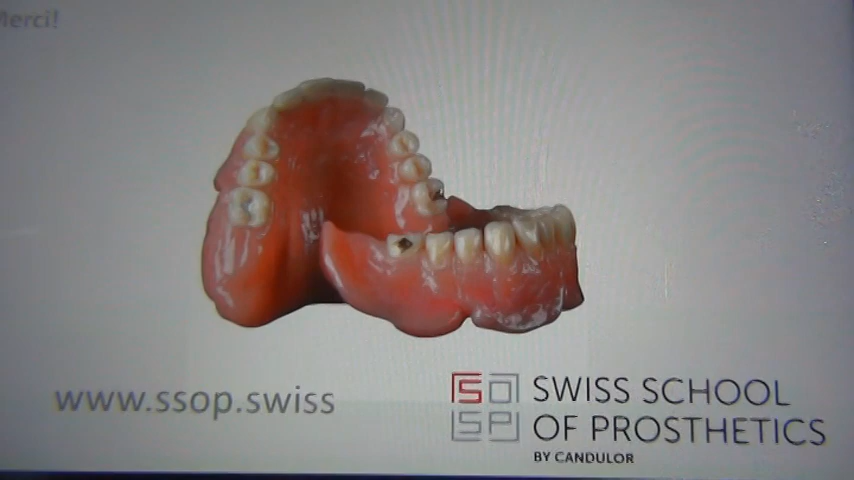 Merci!
www.ssop.swiss
SWISS SCHOOL
OF PROSTHETICS
BY CANDULOR